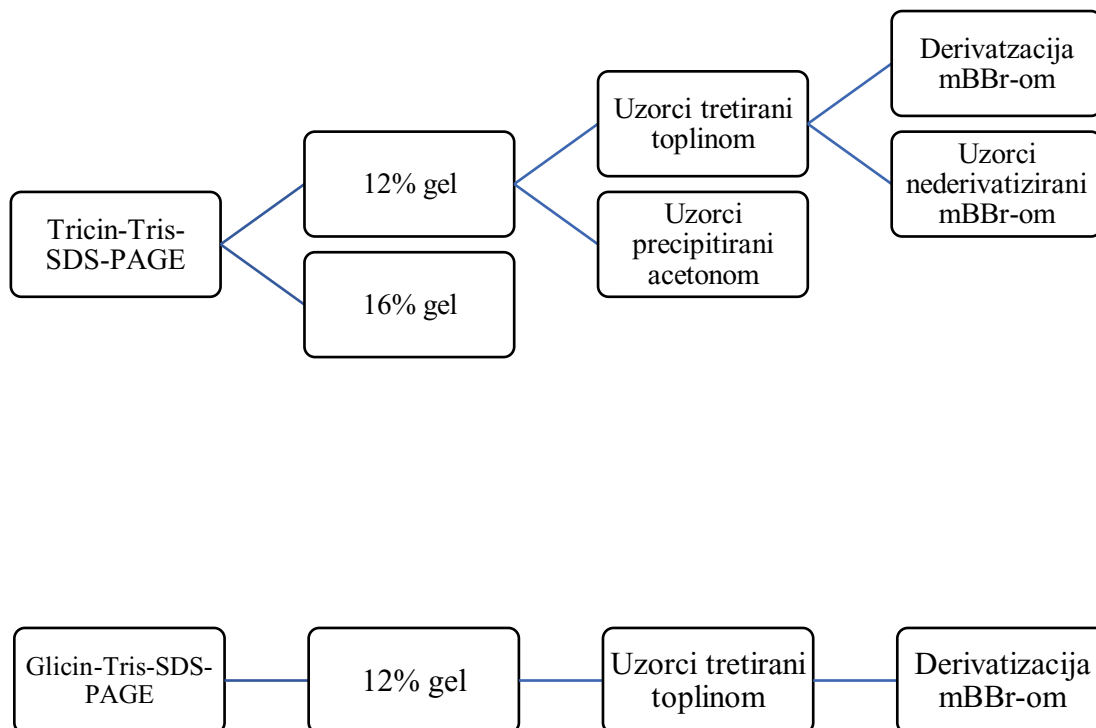 Tricin-Tris-
SDS-PAGE
12% gel
16% gel
Uzorci tretirani
toplinom
Uzorci
precipitirani
acetonom
Derivatzacija
mBBr-om
Uzorci
nederivatizirani
mBBr-om
Glicin-Tris-SDS-
PAGE
12% gel
Uzorci tretirani
toplinom
Derivatizacija
mBBr-om